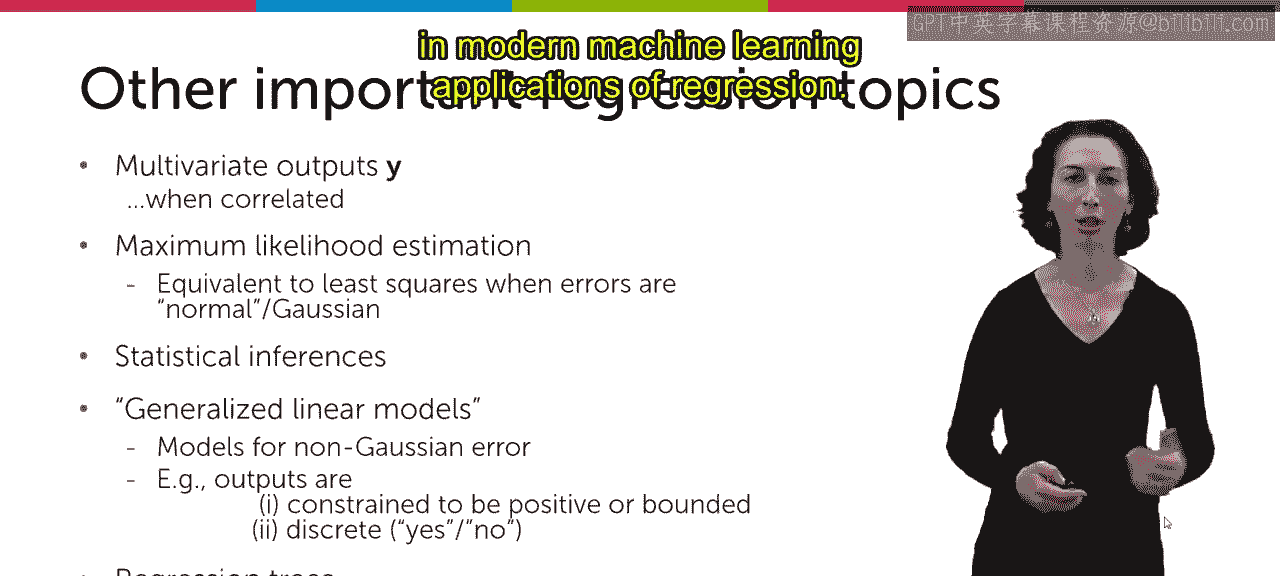 GPT中英字幕课程资源@bilibili.com
in modern machine learning
applications of regression.
Other important regression topics
• Multivariate outputs y
...when correlated
• Maximum likelihood estimation
- Equivalent to least squares when errors are
“normal”/Gaussian
• Statistical inferences
• “Generalized linear models”
- Models for non-Gaussian error
- E.g., outputs are
(i) constrained to be positive or bounded
(ii) discrete (“yes”/”no”)
• Regression trees